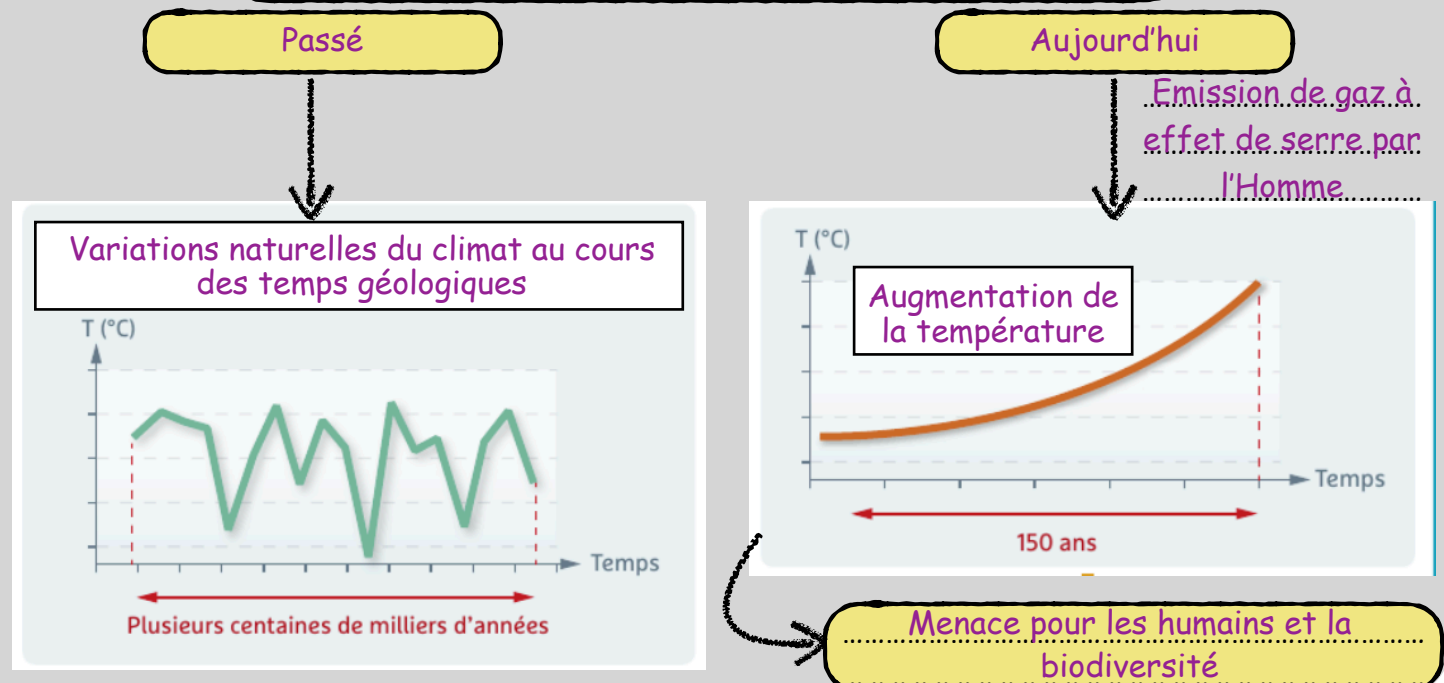 Passé
Aujourd'hui
Emission de gaz à
effet de serre par
l'Homme
Variations naturelles du climat au cours
des temps géologiques
T (°C)
Temps
Plusieurs centaines de milliers d'années
T (°C)
Augmentation de
la température
Temps
150 ans
Menace pour les humains et la
biodiversité